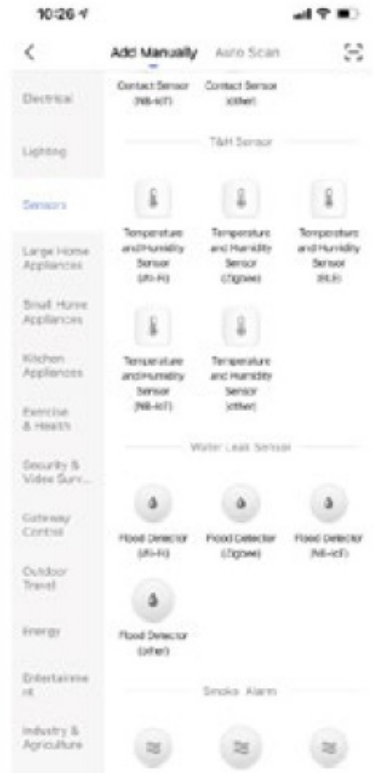 10:26
Add Manually Auto Scan
Electrical
Lighting
Sensors
Large Home
Appliances
Small Home
Appliances
Kitchen
Appliances
Exercise
& Health
Security &
Video Surv...
Gateway
Control
Outdoor
Travel
Energy
Entertainme
nt
Industry &
Agriculture
Contact Sensor
(NB-IoT)
Contact Sensor
(other)
T&H Sensor
Temperature
and Humidity
Sensor
(Wi-Fi)
Temperature
and Humidity
Sensor
(Zigbee)
Temperature
and Humidity
Sensor
(BLE)
Temperature
and Humidity
Sensor
(NB-IoT)
Temperature
and Humidity
Sensor
(other)
Water Leak Sensor
Flood Detector
(Wi-Fi)
Flood Detector
(Zigbee)
Flood Detector
(NB-IoT)
Flood Detector
(other)
Smoke Alarm